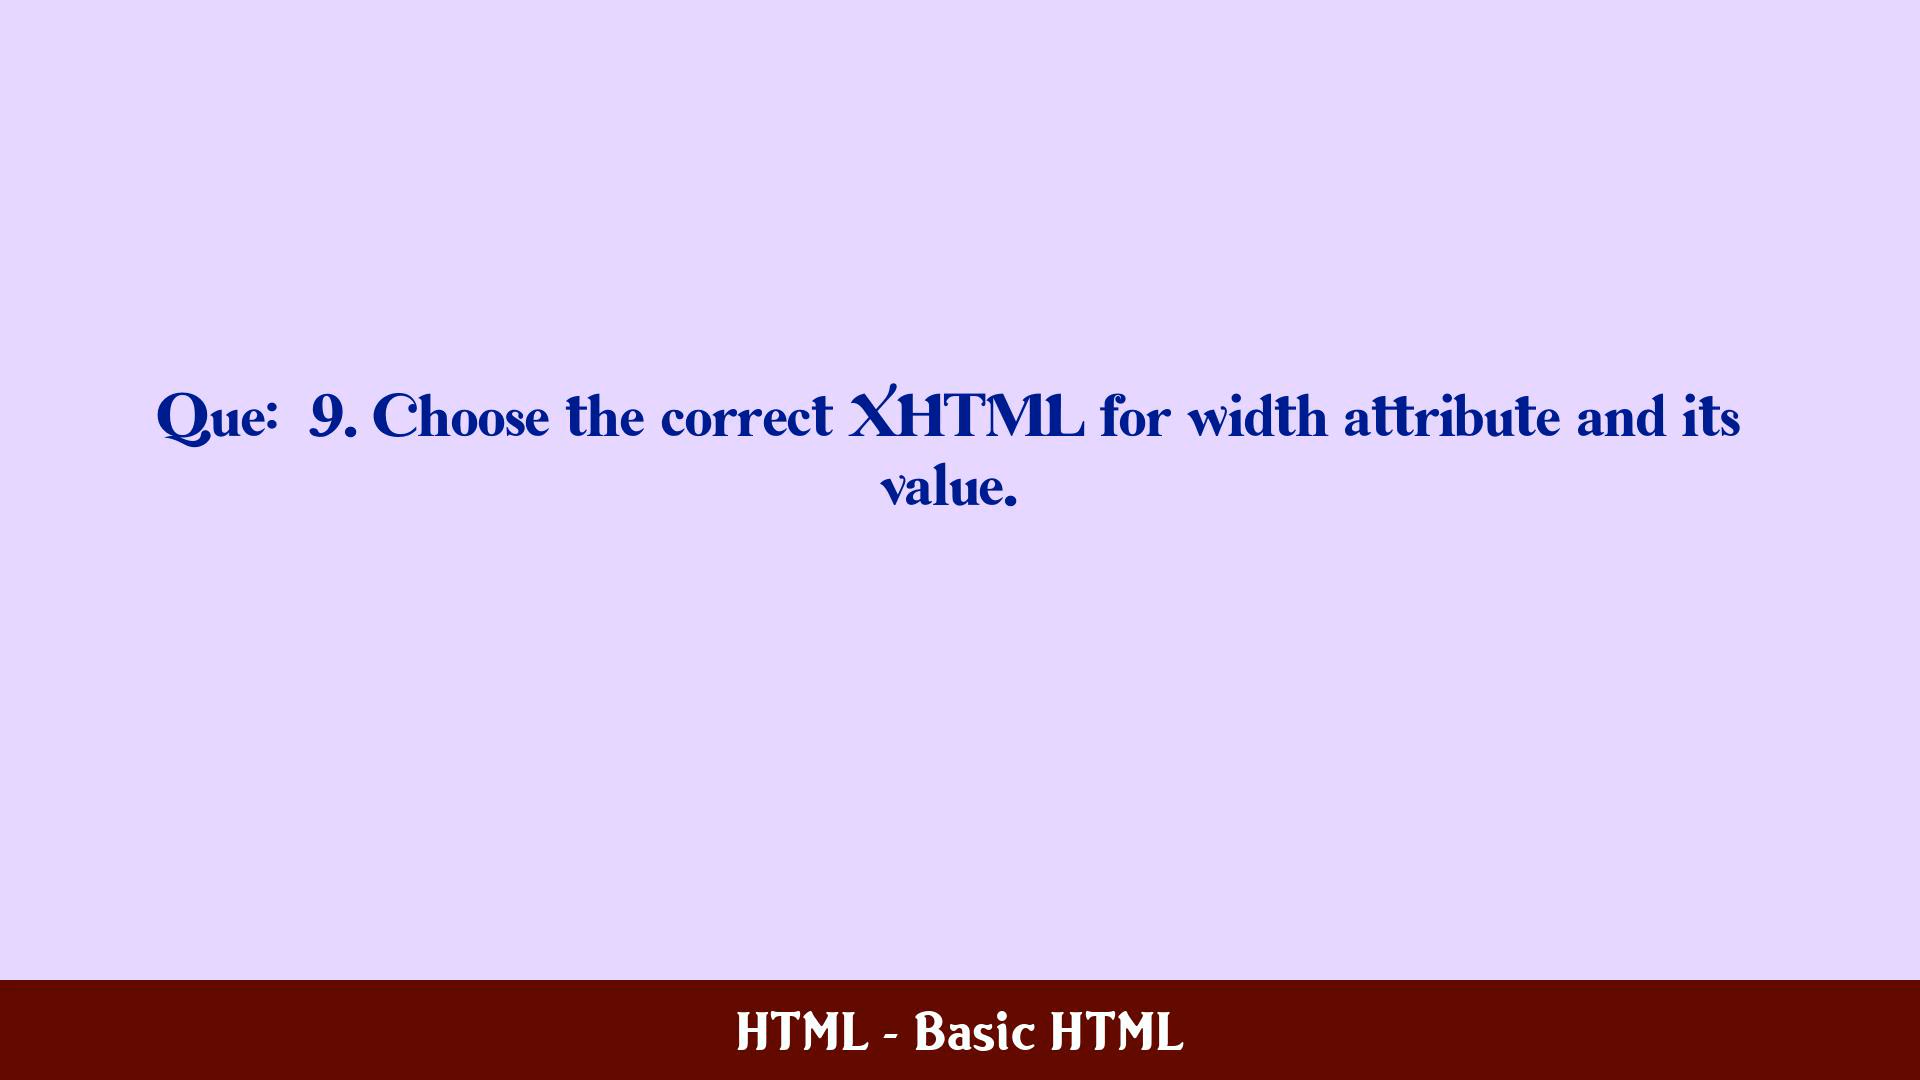 Que: 9. Choose the correct XHTML for width attribute and its
value.
HTML - Basic HTML